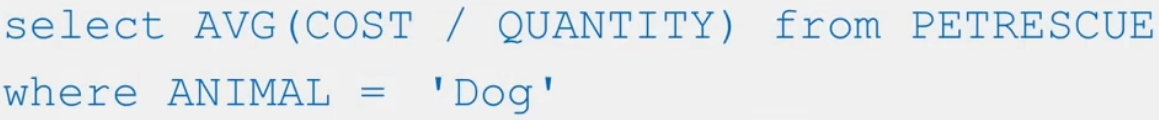 select AVG(COST / QUANTITY) from PETRESCUE
where ANIMAL = 'Dog'